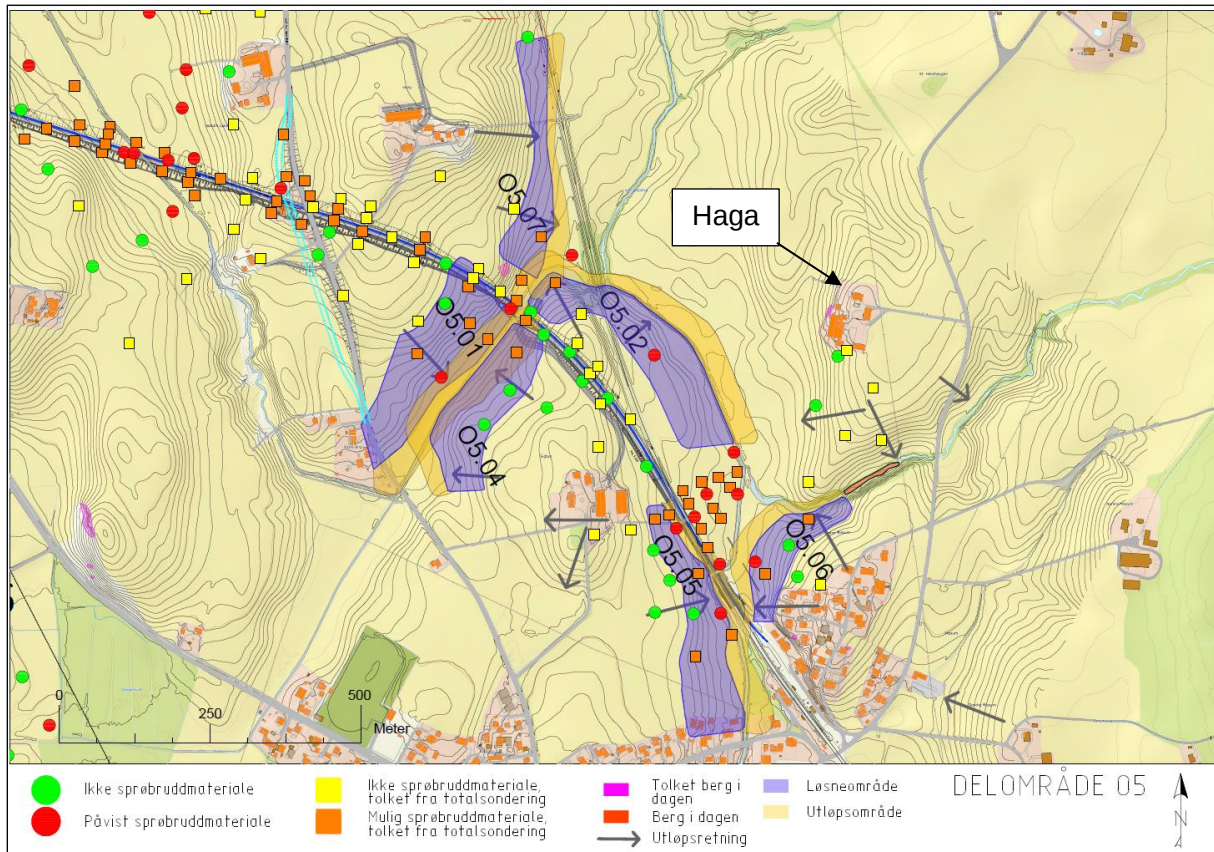 Haga
O5.07
O5.01
O5.02
O5.04
O5.05
O5.06
0
250
500
Meter
Ikke sprøbruddmateriale
Påvist sprøbruddmateriale
Ikke sprøbruddmateriale,
tolket fra totalsondering
Mulig sprøbruddmateriale,
tolket fra totalsondering
Tolket berg i
dagen
Berg i dagen
Utløpsretning
Løsneområde
Utløpsområde
DELOMRÅDE 05
N